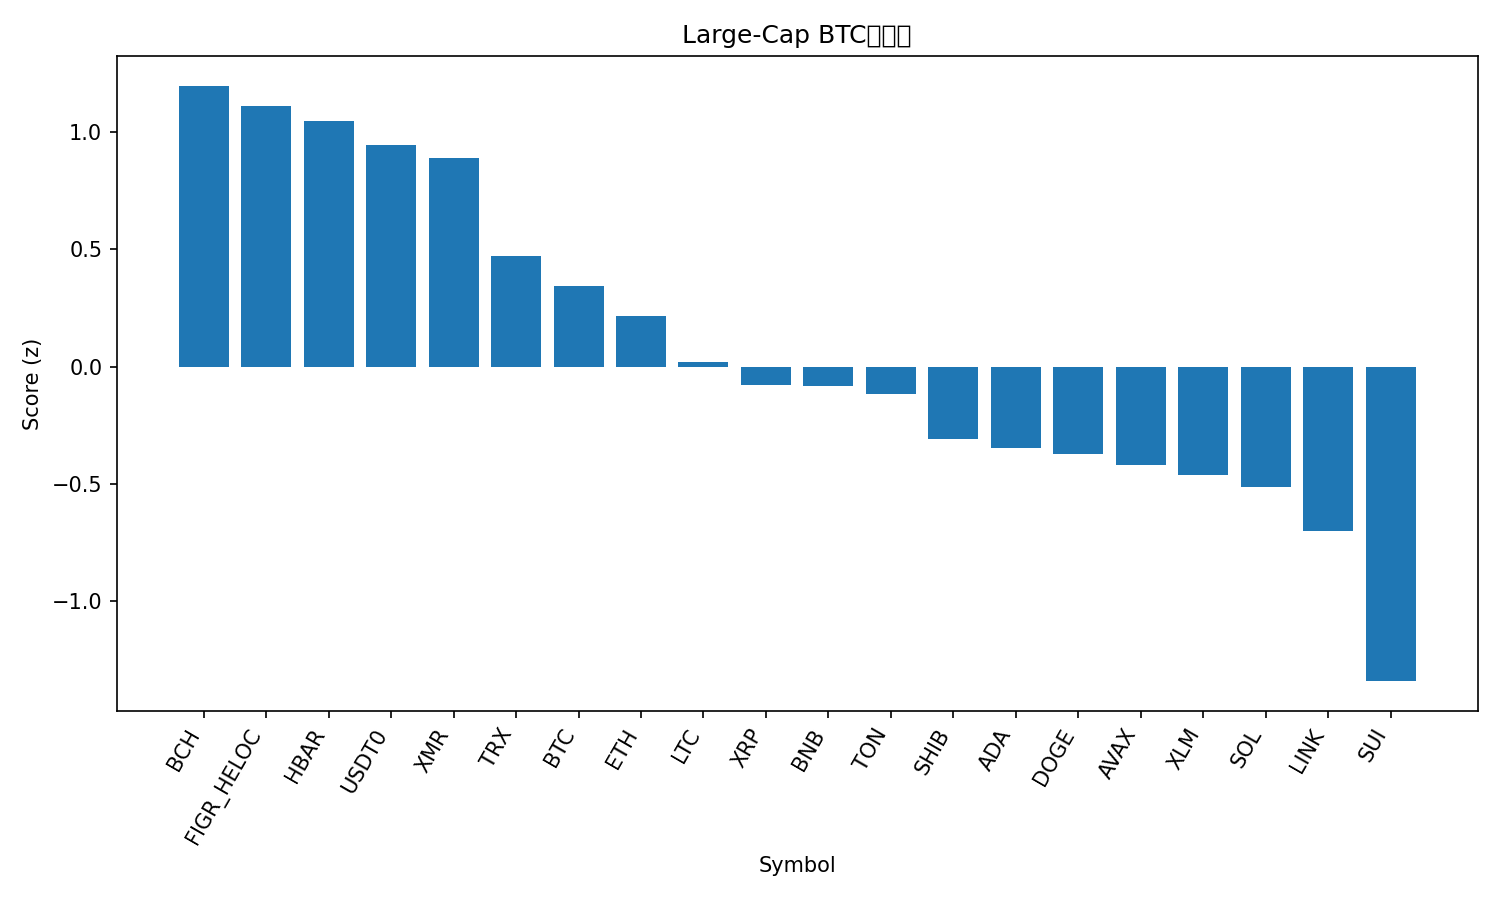 Large-Cap BTC
Score (z)
1.0
0.5
0.0
−0.5
−1.0
BCH
FIGR_HELOC
HBAR
USDT0
XMR
TRX
BTC
ETH
LTC
XRP
BNB
TON
SHIB
ADA
DOGE
AVAX
XLM
SOL
LINK
SUI
Symbol